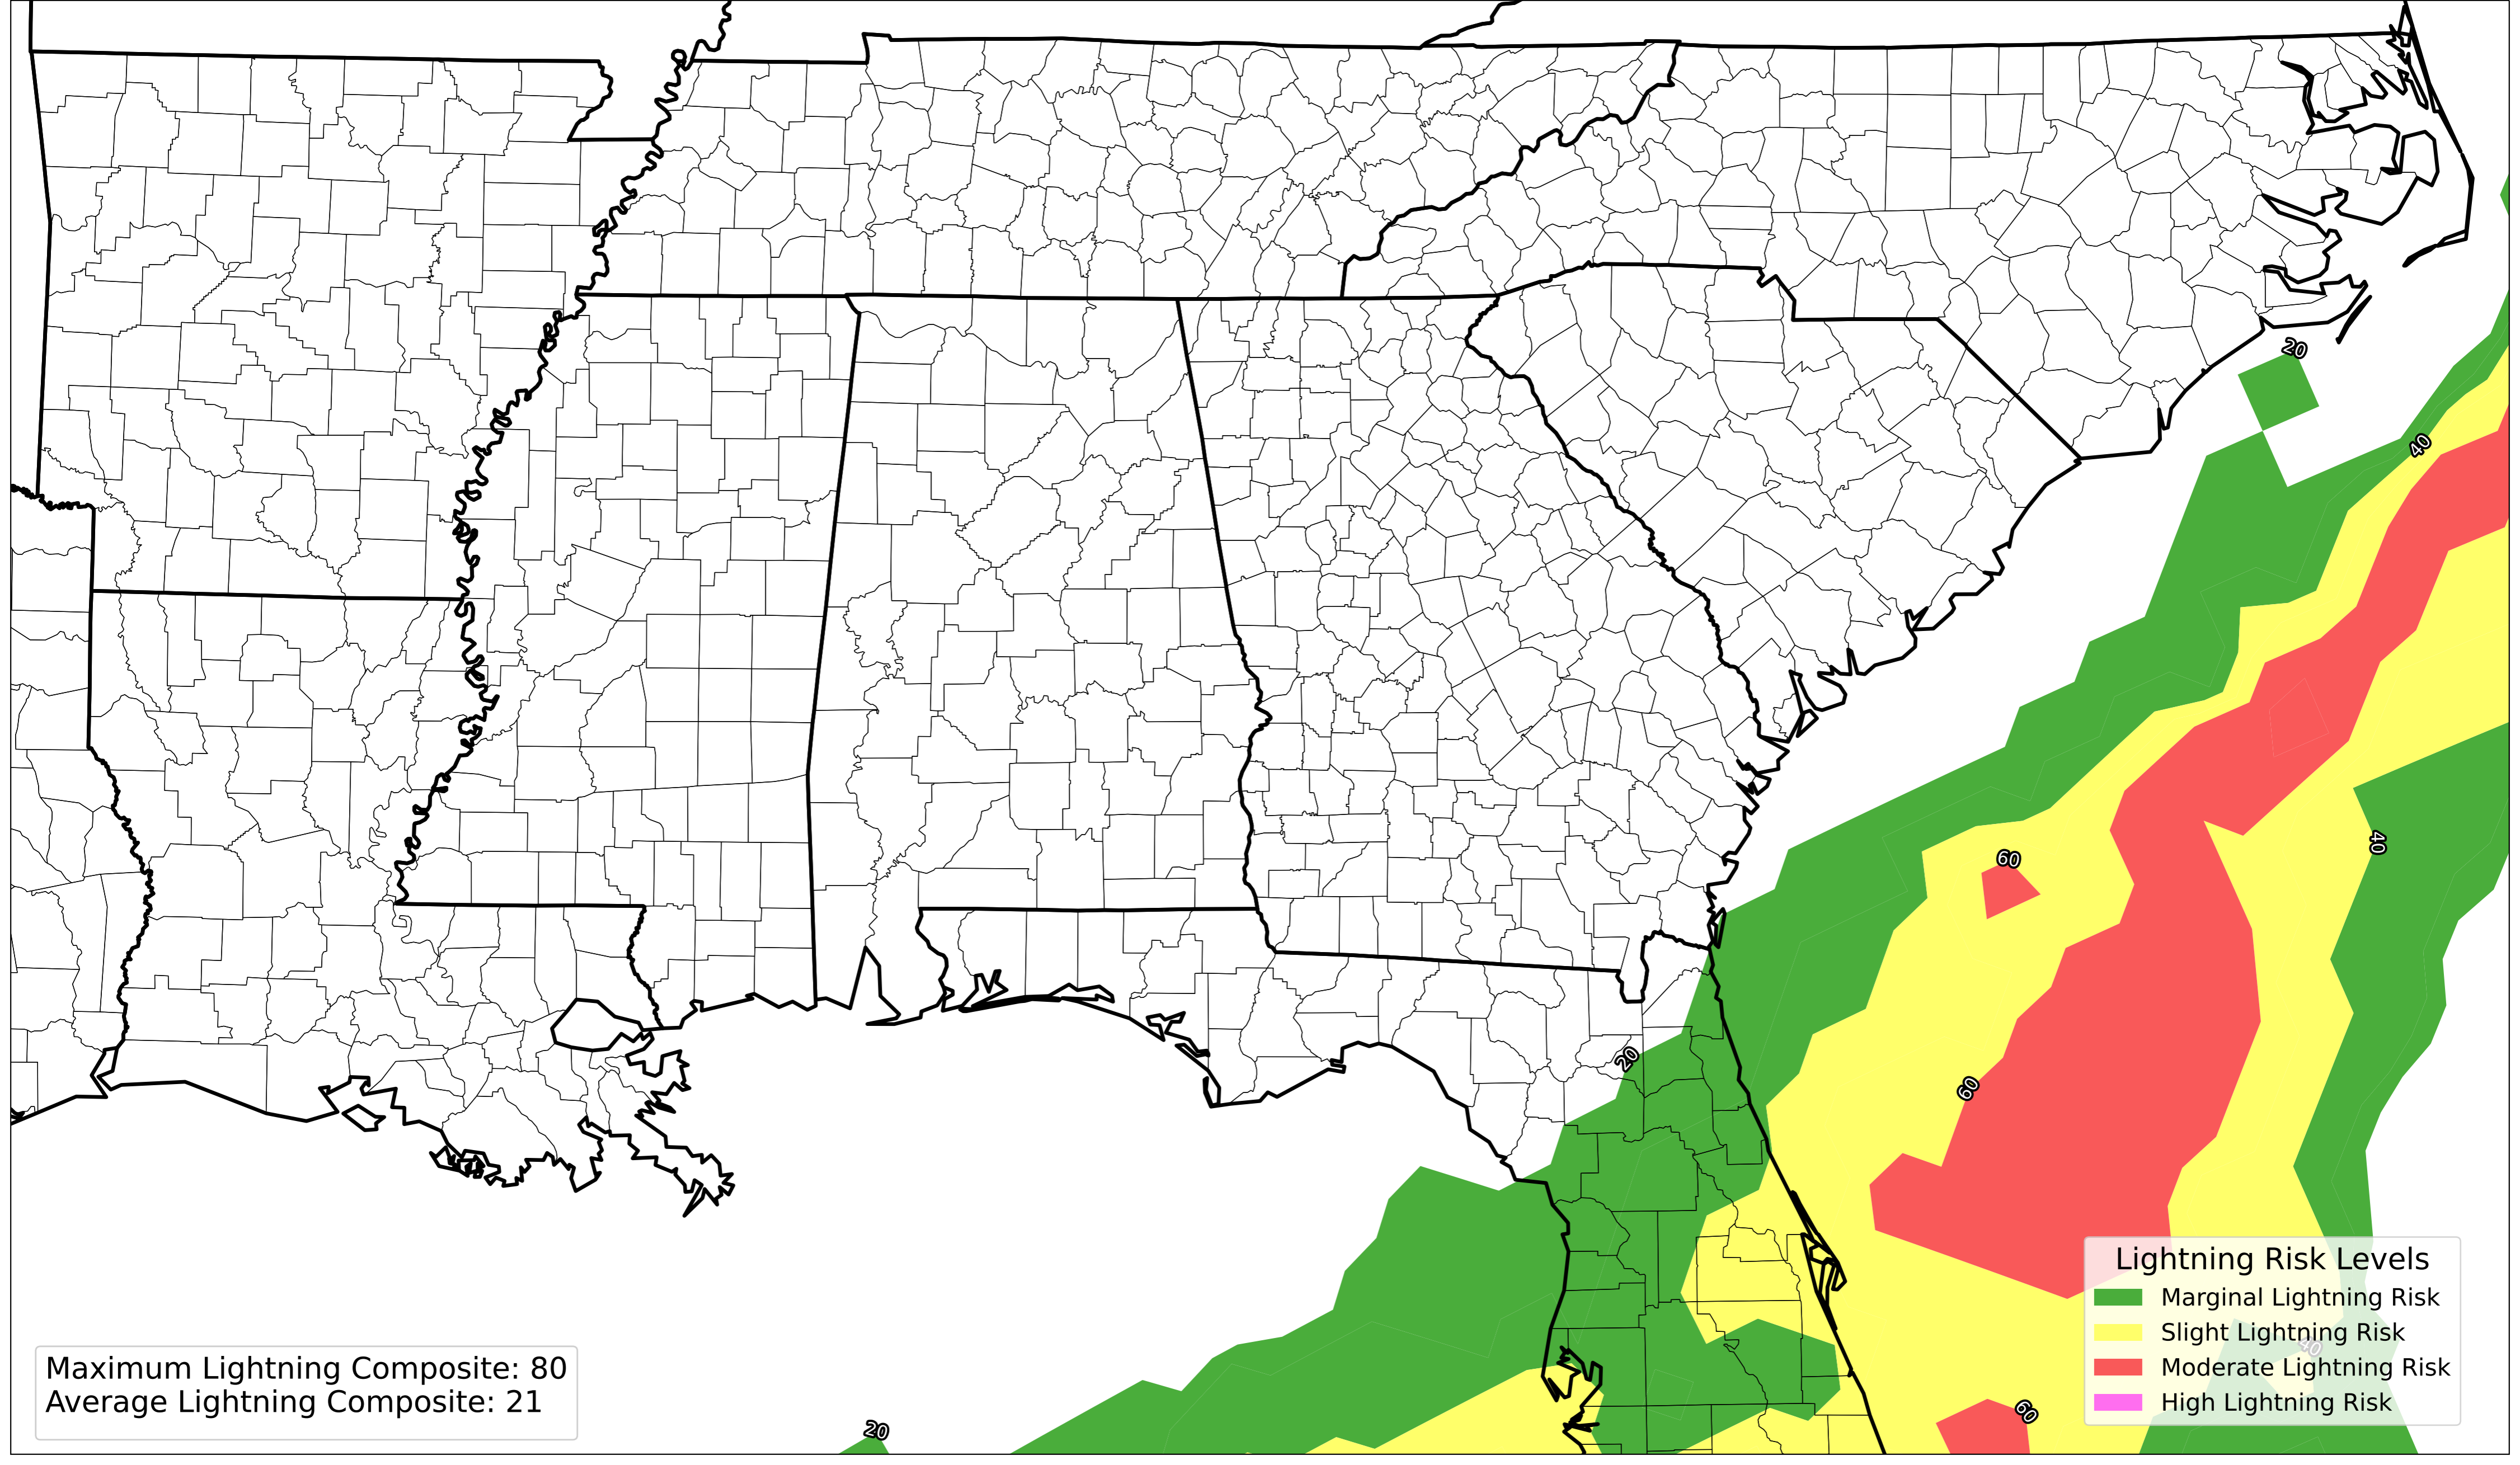 20
40
60
40
20
60
20
60
40
Maximum Lightning Composite: 80
Average Lightning Composite: 21
Lightning Risk Levels
Marginal Lightning Risk
Slight Lightning Risk
Moderate Lightning Risk
High Lightning Risk